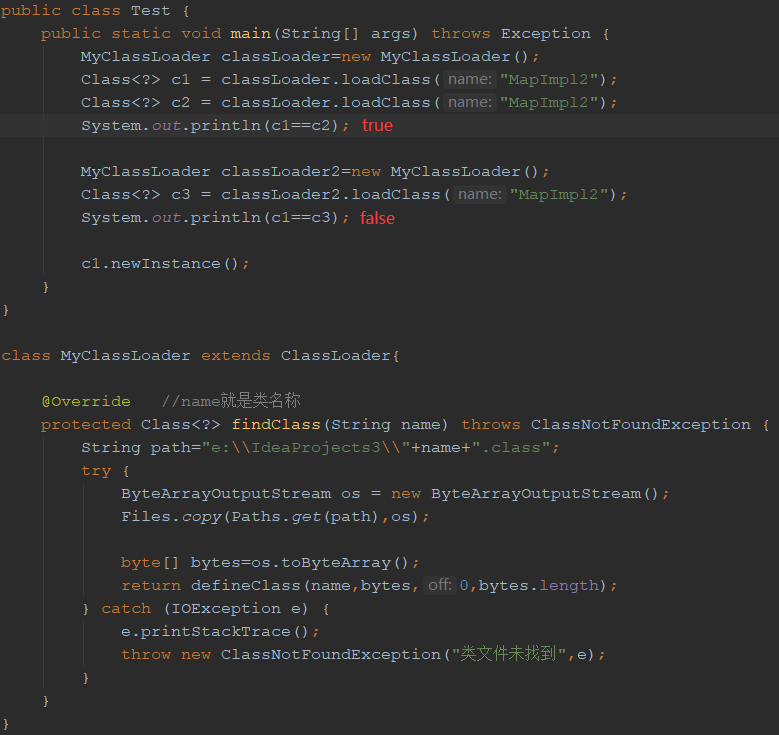 public class Test {
    public static void main(String[] args) throws Exception {
        MyClassLoader classLoader=new MyClassLoader();
        Class<?> c1 = classLoader.loadClass( name: "MapImpl2");
        Class<?> c2 = classLoader.loadClass( name: "MapImpl2");
        System.out.println(c1==c2); true
        MyClassLoader classLoader2=new MyClassLoader();
        Class<?> c3 = classLoader2.loadClass( name: "MapImpl2");
        System.out.println(c1==c3); false
        c1.newInstance();
    }
}
class MyClassLoader extends ClassLoader{
    @Override   //name就是类名称
    protected Class<?> findClass(String name) throws ClassNotFoundException {
        String path="e:\\IdeaProjects3\\"+name+".class";
        try {
            ByteArrayOutputStream os = new ByteArrayOutputStream();
            Files.copy(Paths.get(path),os);
            byte[] bytes=os.toByteArray();
            return defineClass(name,bytes, off: 0,bytes.length);
        } catch (IOException e) {
            e.printStackTrace();
            throw new ClassNotFoundException("类文件未找到",e);
        }
    }
}